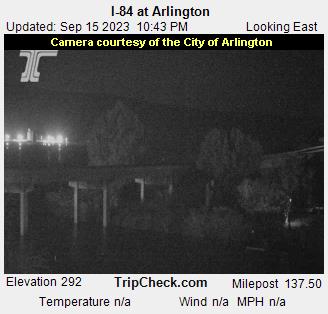 I-84 at Arlington
Updated: Sep 15 2023 10:43 PM Looking East
Camera courtesy of the City of Arlington
Elevation 292 TripCheck.com Milepost 137.50
Temperature n/a Wind n/a MPH n/a